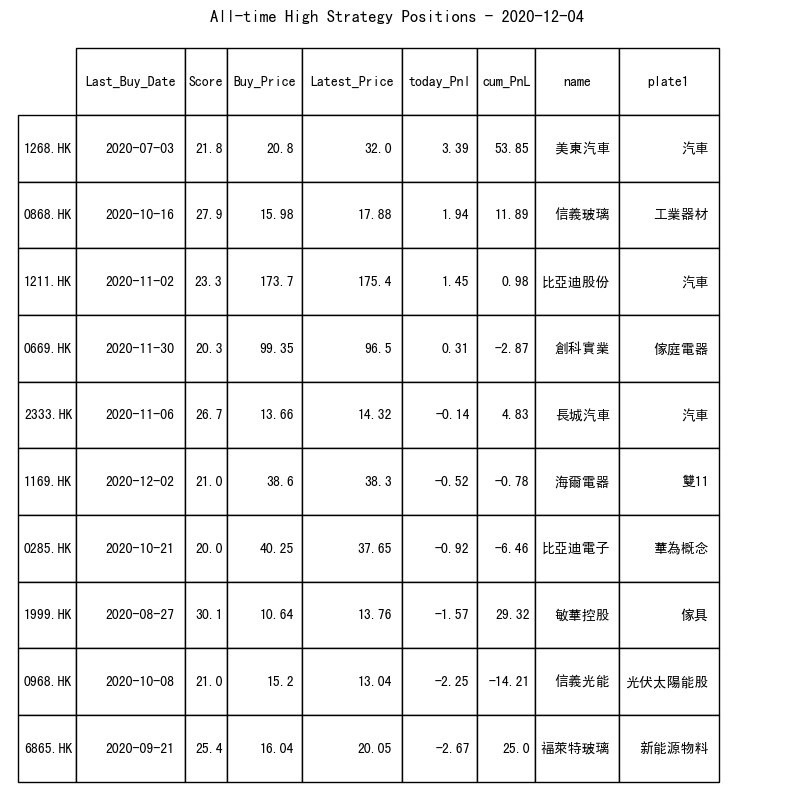 All-time High Strategy Positions - 2020-12-04
Last_Buy_Date Score Buy_Price Latest_Price today_Pnl cum_PnL name plate1
1268.HK 2020-07-03 21.8 20.8 32.0 3.39 53.85 美東汽車 汽車
0868.HK 2020-10-16 27.9 15.98 17.88 1.94 11.89 信義玻璃 工業器材
1211.HK 2020-11-02 23.3 173.7 175.4 1.45 0.98 比亞迪股份 汽車
0669.HK 2020-11-30 20.3 99.35 96.5 0.31 -2.87 創科實業 傢庭電器
2333.HK 2020-11-06 26.7 13.66 14.32 -0.14 4.83 長城汽車 汽車
1169.HK 2020-12-02 21.0 38.6 38.3 -0.52 -0.78 海爾電器 雙11
0285.HK 2020-10-21 20.0 40.25 37.65 -0.92 -6.46 比亞迪電子 華為概念
1999.HK 2020-08-27 30.1 10.64 13.76 -1.57 29.32 敏華控股 傢具
0968.HK 2020-10-08 21.0 15.2 13.04 -2.25 -14.21 信義光能 光伏太陽能股
6865.HK 2020-09-21 25.4 16.04 20.05 -2.67 25.0 福萊特玻璃 新能源物料